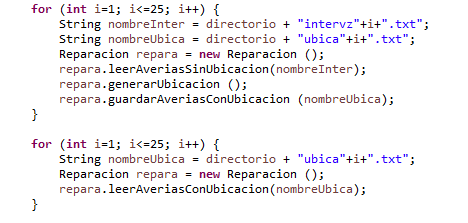 for (int i=1; i<=25; i++) {
String nombreInter = directorio + "intervz"+i+".txt";
String nombreUbica = directorio + "ubica"+i+".txt";
Reparacion repara = new Reparacion ();
repara.leerAveriasSinUbicacion(nombreInter);
repara.generarUbicacion ();
repara.guardarAveriasConUbicacion (nombreUbica);
}
for (int i=1; i<=25; i++) {
String nombreUbica = directorio + "ubica"+i+".txt";
Reparacion repara = new Reparacion ();
repara.leerAveriasConUbicacion(nombreUbica);
}